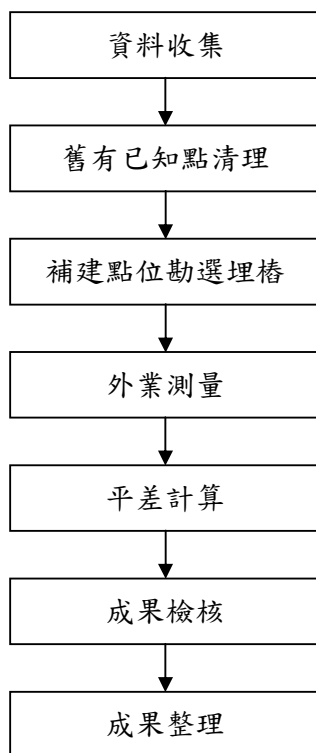 資料收集
舊有已知點清理
補建點位勘選埋樁
外業測量
平差計算
成果檢核
成果整理